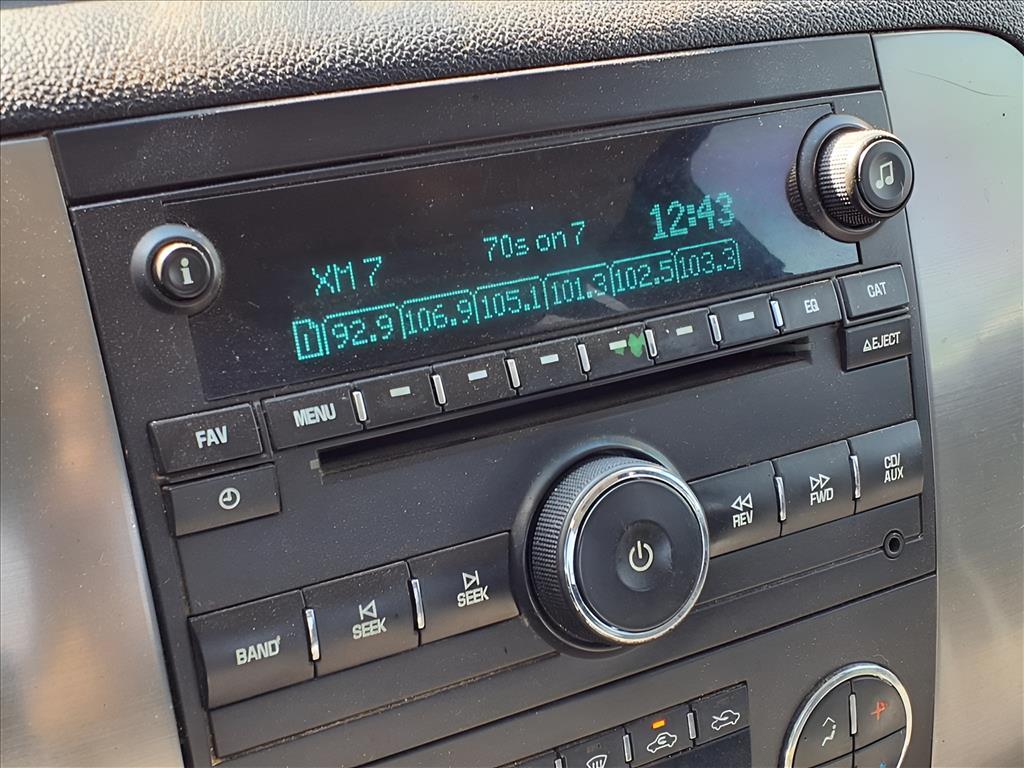 XM 7
70s on 7
12:43
1 92.9 106.9 105.1 101.3 102.5 103.3
i
FAV
MENU
EQ
CAT
EJECT
REV
FWD
CD/
AUX
BAND
SEEK
SEEK